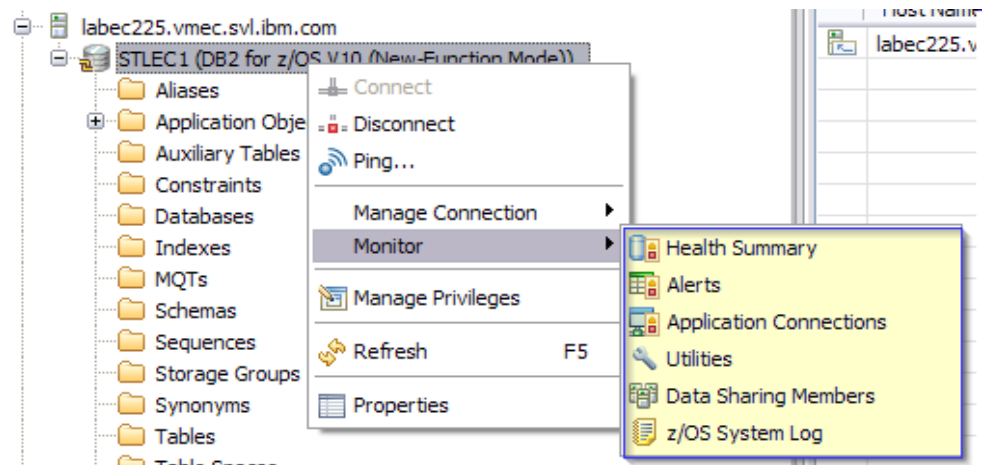 Host Name
labec225.vmec.svl.ibm.com
labec225.v
STLEC1 (DB2 for z/OS V10 (New-Function Mode))
Aliases
Application Obje
Auxiliary Tables
Constraints
Databases
Indexes
MQTs
Schemas
Sequences
Storage Groups
Synonyms
Tables
Table Spaces
Connect
Disconnect
Ping...
Manage Connection
Monitor
Manage Privileges
Refresh F5
Properties
Health Summary
Alerts
Application Connections
Utilities
Data Sharing Members
z/OS System Log